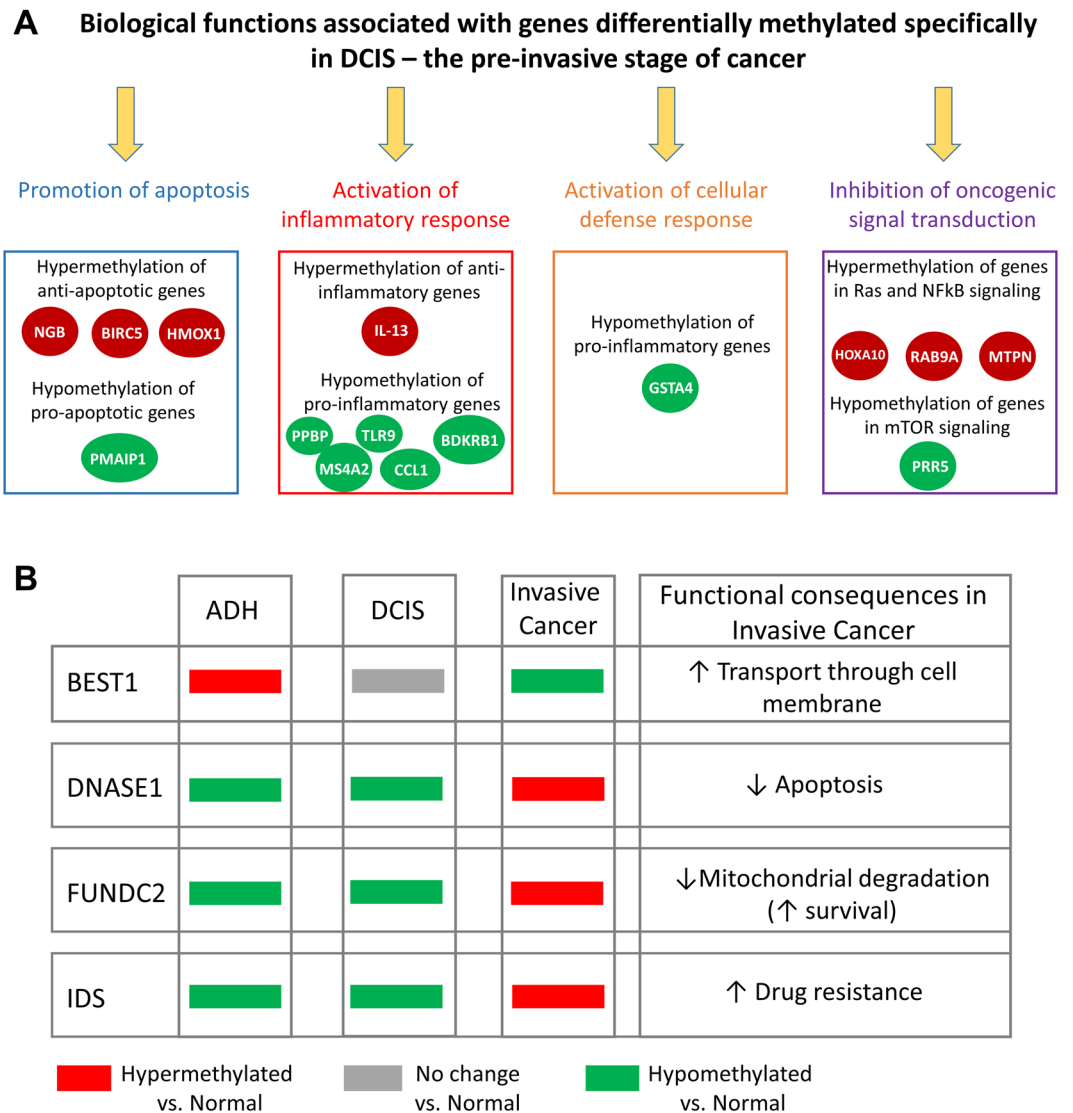 A
Biological functions associated with genes differentially methylated specifically
in DCIS – the pre-invasive stage of cancer
Promotion of apoptosis
Hypermethylation of
anti-apoptotic genes
NGB
BIRC5
HMOX1
Hypomethylation of
pro-apoptotic genes
PMAIP1
Activation of
inflammatory response
Hypermethylation of anti-
inflammatory genes
IL-13
Hypomethylation of
pro-inflammatory genes
PPBP
TLR9
BDKRB1
MS4A2
CCL1
Activation of cellular
defense response
Hypomethylation of
pro-inflammatory genes
GSTA4
Inhibition of oncogenic
signal transduction
Hypermethylation of genes
in Ras and NFkB signaling
HOXA10
RAB9A
MTPN
Hypomethylation of genes
in mTOR signaling
PRR5
B
ADH
DCIS
Invasive
Cancer
Functional consequences in
Invasive Cancer
BEST1
↑ Transport through cell
membrane
DNASE1
↓ Apoptosis
FUNDC2
↓Mitochondrial degradation
(↑ survival)
IDS
↑ Drug resistance
Hypermethylated
vs. Normal
No change
vs. Normal
Hypomethylated
vs. Normal